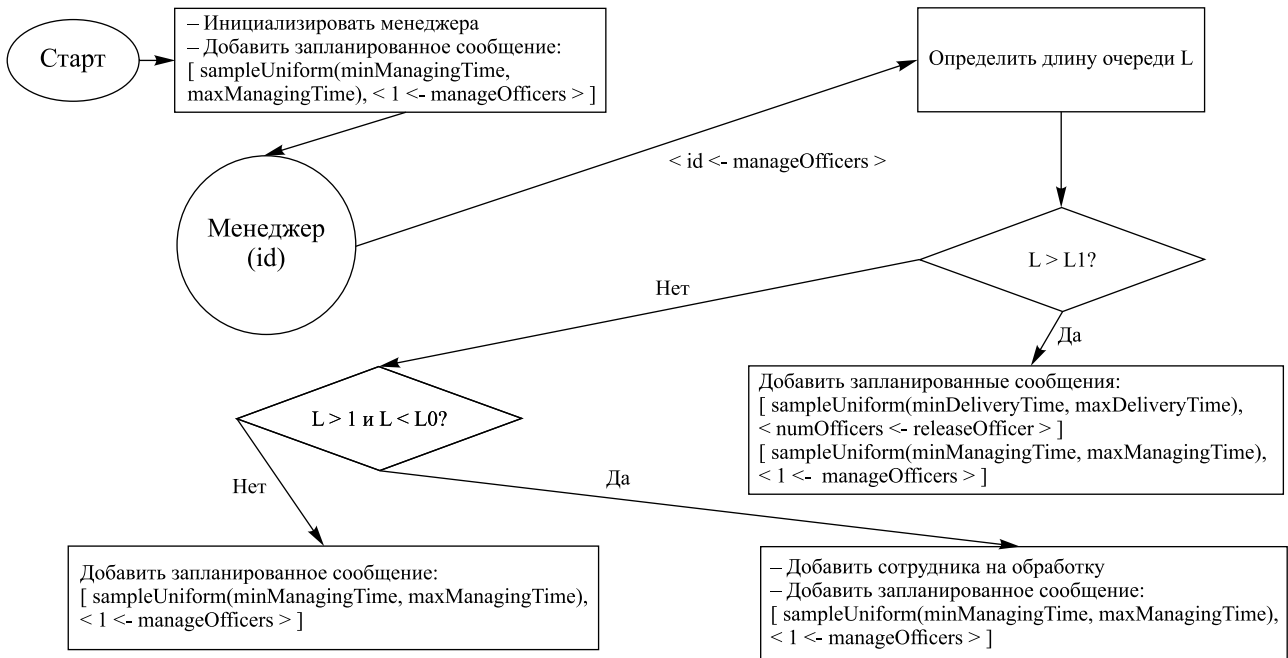 Старт
– Инициализировать менеджера
– Добавить запланированное сообщение:
[ sampleUniform(minManagingTime,
maxManagingTime), < 1 <- manageOfficers > ]
Определить длину очереди L
< id <- manageOfficers >
Менеджер
(id)
L > L1?
Нет
Да
L > 1 и L < L0?
Добавить запланированные сообщения:
[ sampleUniform(minDeliveryTime, maxDeliveryTime),
< numOfficers <- releaseOfficer > ]
[ sampleUniform(minManagingTime, maxManagingTime),
< 1 <- manageOfficers > ]
Нет
Да
Добавить запланированное сообщение:
[ sampleUniform(minManagingTime, maxManagingTime),
< 1 <- manageOfficers > ]
– Добавить сотрудника на обработку
– Добавить запланированное сообщение:
[ sampleUniform(minManagingTime, maxManagingTime),
< 1 <- manageOfficers > ]